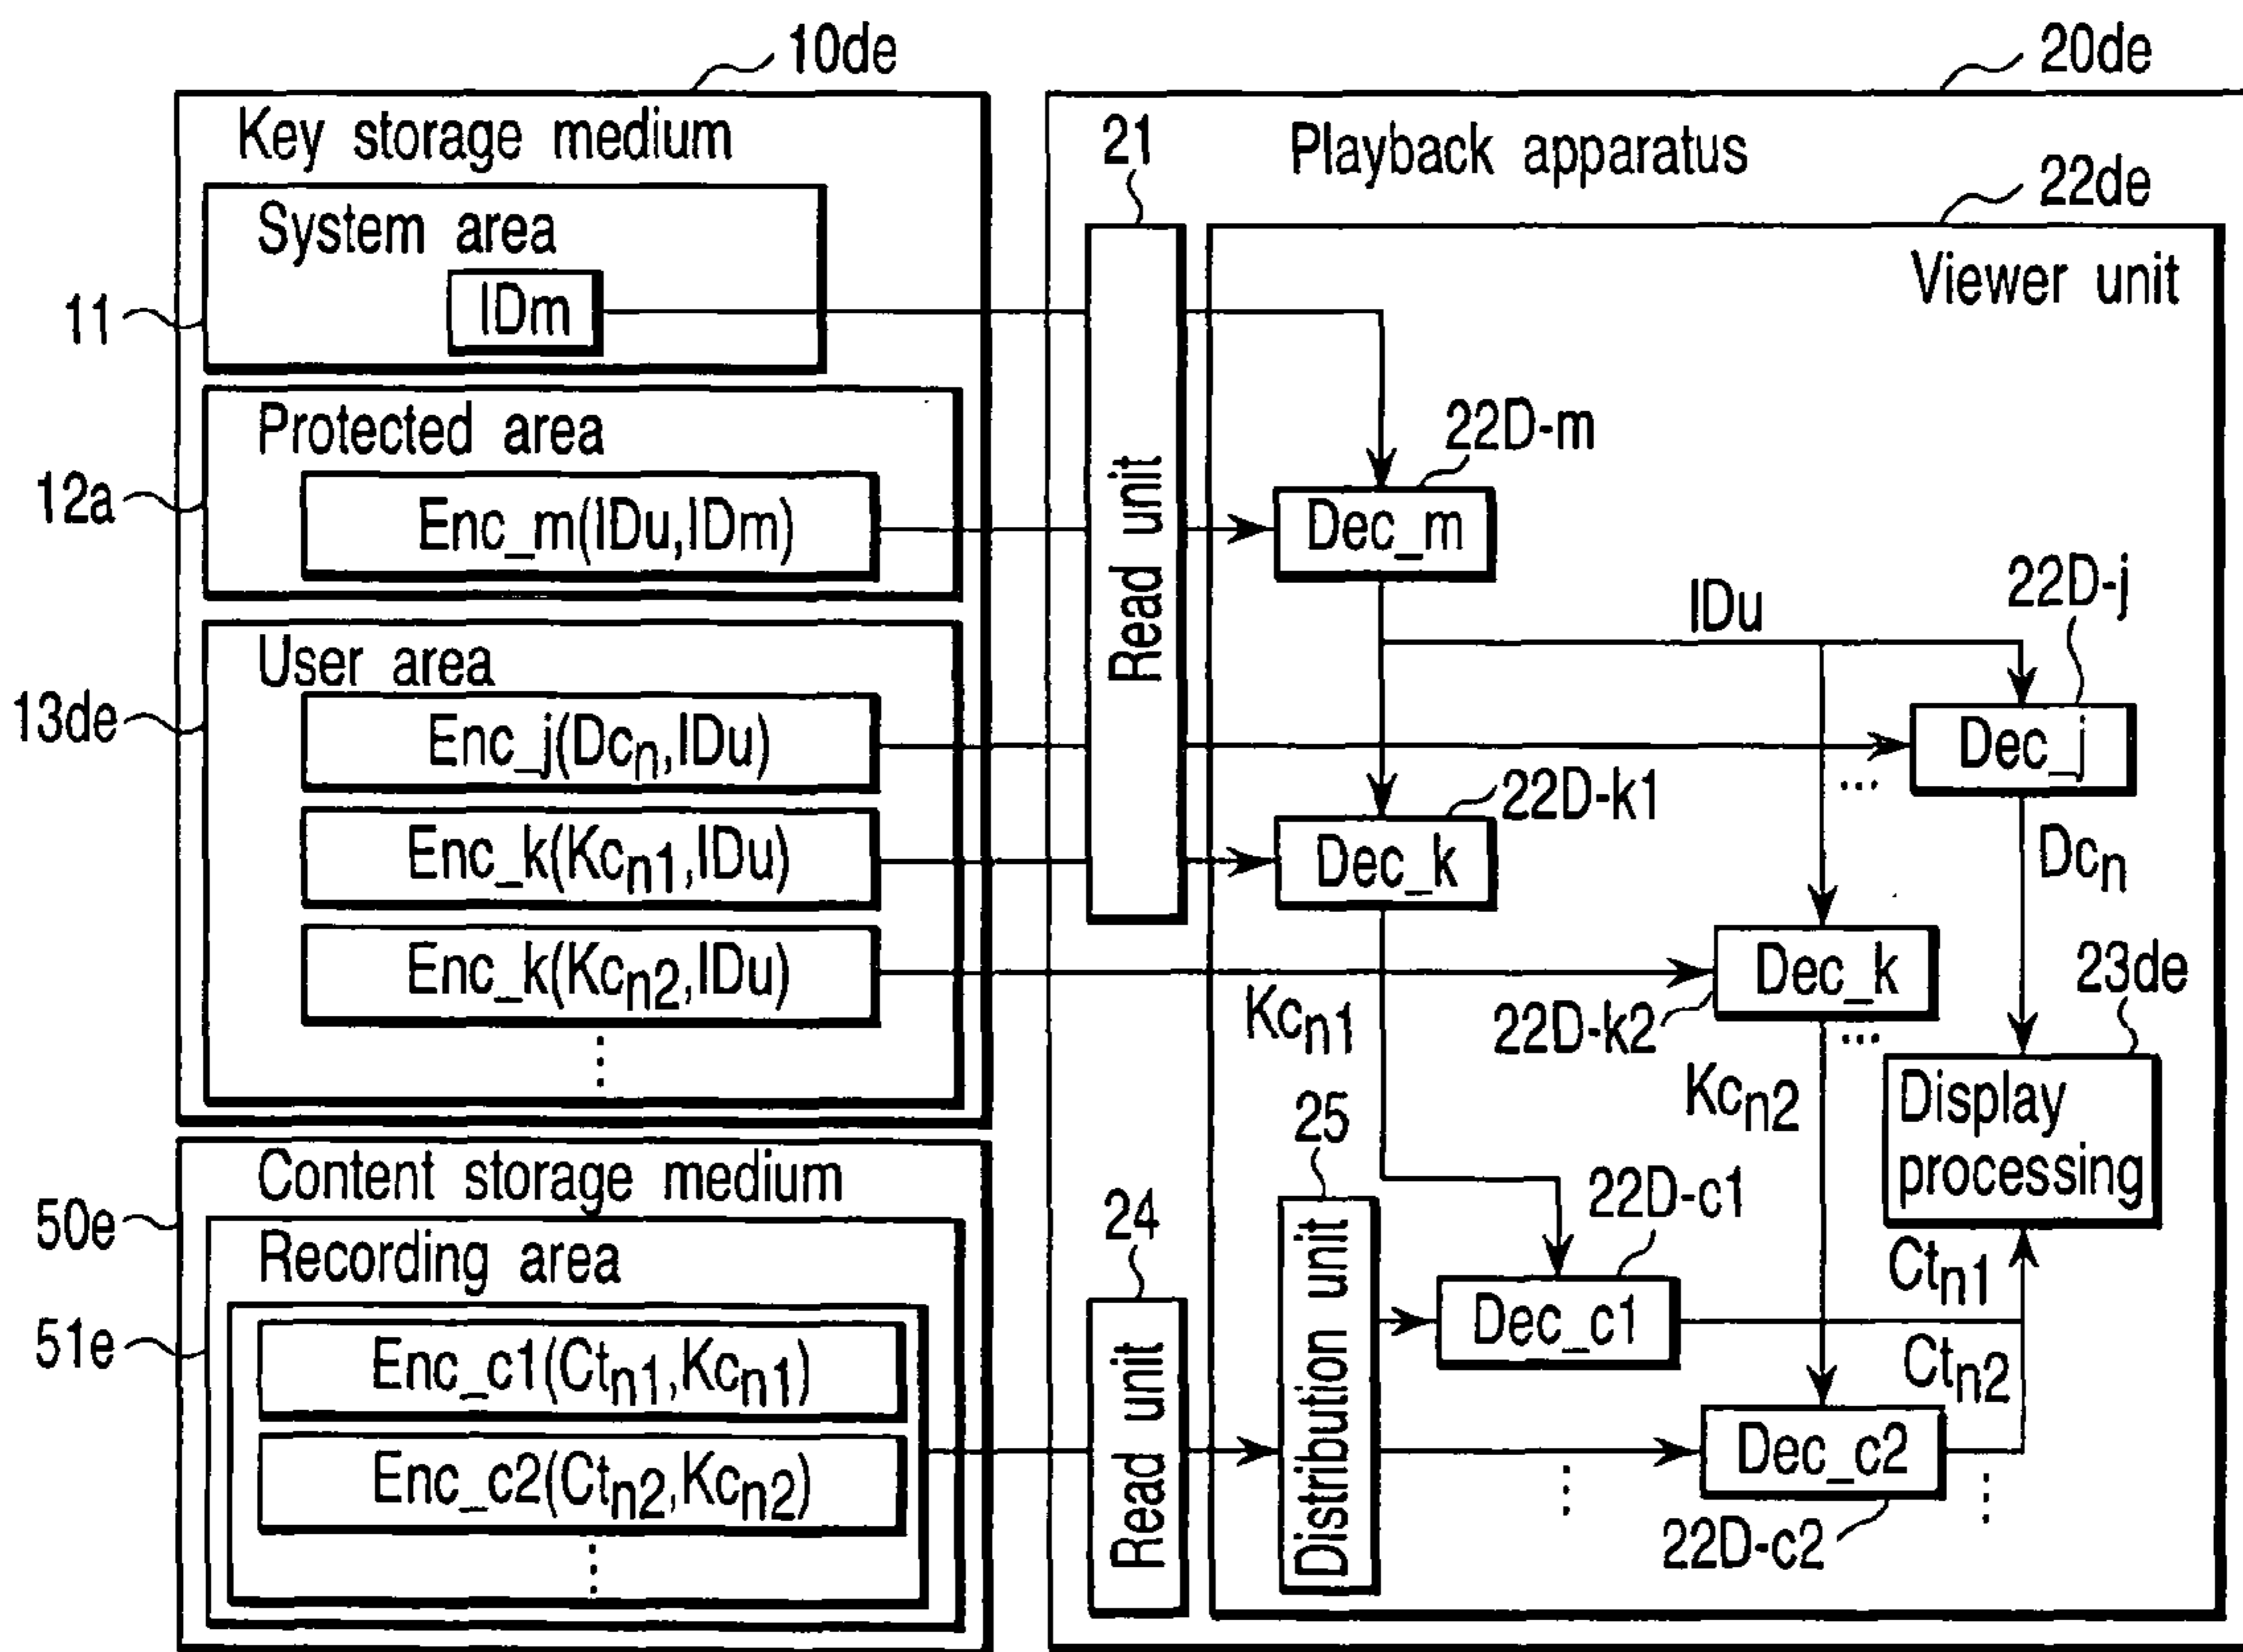 10de
20de
Key storage medium
21
Playback apparatus
22de
System area
Viewer unit
11
IDm
Protected area
22D-m
12a
Enc_m(IDu,IDm)
Read unit
Dec_m
IDu
22D-j
User area
13de
Enc_j(Dcn,IDu)
Dec_j
...
22D-k1
Enc_k(Kcn1,IDu)
Dec_k
Dcn
Enc_k(Kcn2,IDu)
Dec_k
23de
Kcn1
22D-k2
...
Kcn2
Display
processing
25
Content storage medium
50e
24
22D-c1
Recording area
Distribution unit
Ctn1
51e
Enc_c1(Ctn1,Kcn1)
Read unit
Dec_c1
Ctn2
Enc_c2(Ctn2,Kcn2)
Dec_c2
22D-c2